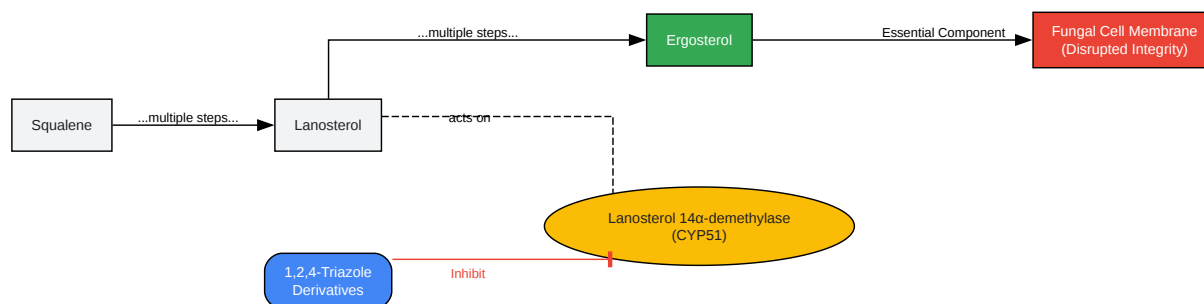 ...multiple steps...
Ergosterol
Essential Component
Fungal Cell Membrane
(Disrupted Integrity)
Squalene
...multiple steps...
Lanosterol
acts on
Lanosterol 14α-demethylase
(CYP51)
1,2,4-Triazole
Derivatives
Inhibit